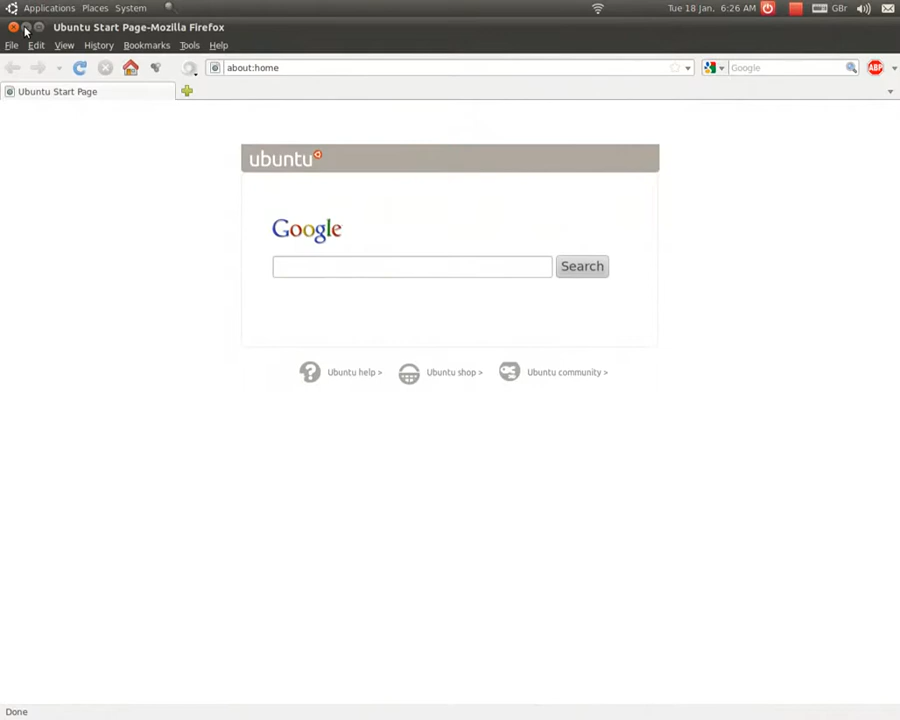 Applications Places System Tue 18 Jan, 6:26 AM GBr
Ubuntu Start Page-Mozilla Firefox
File Edit View History Bookmarks Tools Help
about:home Google ABP
Ubuntu Start Page
ubuntu
Google
Search
Ubuntu help > Ubuntu shop > Ubuntu community >
Done